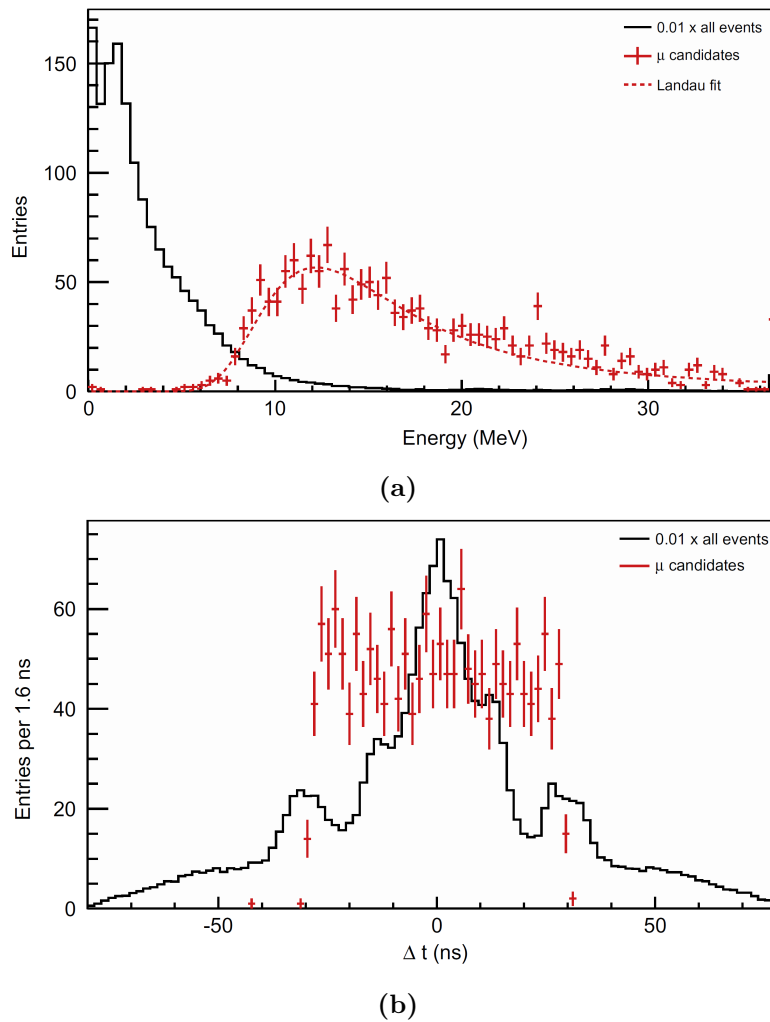 0.01 x all events
μ candidates
Landau fit
Entries
150
100
50
0
0
10
20
30
Energy (MeV)
(a)
0.01 x all events
μ candidates
Entries per 1.6 ns
60
40
20
0
-50
0
50
Δ t (ns)
(b)